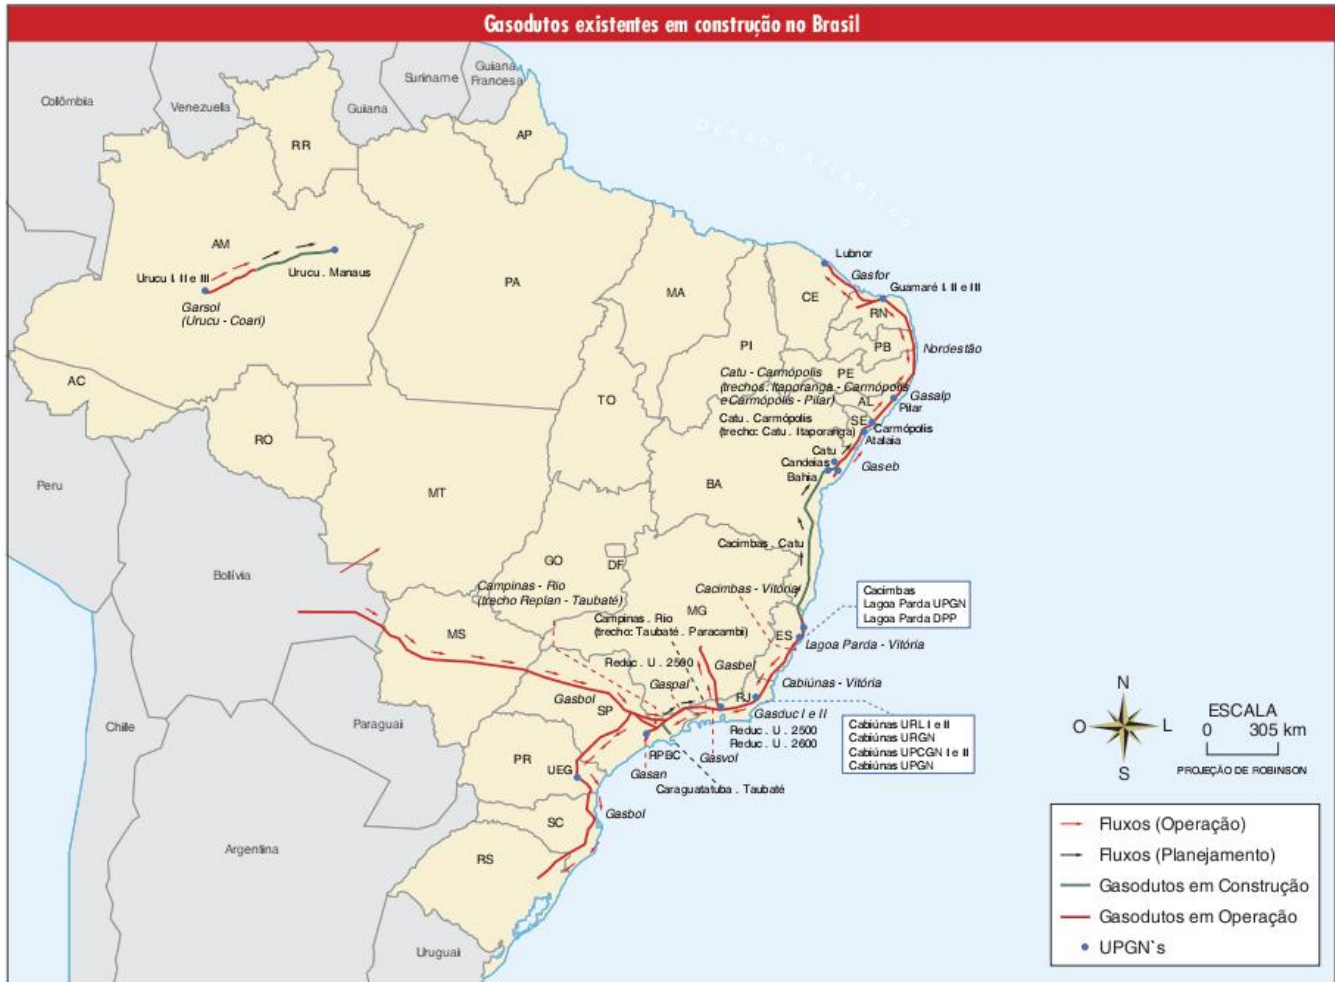 Gasodutos existentes em construção no Brasil
Colômbia
Venezuela
Guiana
Suriname
Guiana
Francesa
Oceano Atlântico
RR
AP
AM
Urucu I. II e III
Urucu . Manaus
Garsol
(Urucu - Coari)
PA
MA
CE
Lubnor
Gasfor
Guamaré I. II e III
RN
PB
Nordestão
PI
PE
Catu - Carmópolis
(trechos. Itaporanga - Carmópolis
e Carmópolis - Pilar)
AL
Gasalp
Pilar
SE
Catu . Carmópolis
(trecho: Catu . Itaporanga)
Carmópolis
Atalaia
Catu
Candeias
Bahia
Gaseb
AC
RO
TO
BA
MT
Peru
Bolívia
GO
DF
Cacimbas . Catu
Campinas - Rio
(trecho Replan - Taubaté)
Cacimbas - Vitória
MG
Campinas . Rio
(trecho: Taubaté . Paracambi)
Cacimbas
Lagoa Parda UPGN
Lagoa Parda DPP
ES
Lagoa Parda - Vitória
MS
Reduc . U . 2500
Gasbel
Gaspal
Cabiúnas - Vitória
Gasbol
SP
RJ
Gasduc I e II
Reduc . U . 2500
Reduc . U . 2600
Cabiúnas URL I e II
Cabiúnas URGN
Cabiúnas UPCGN I e II
Cabiúnas UPGN
RPBC
Gasvol
Gasan
Caraguatatuba . Taubaté
Chile
Paraguai
PR
UEG
Gasbol
SC
RS
Argentina
Uruguai
N
O
L
S
ESCALA
0 305 km
PROJEÇÃO DE ROBINSON
Fluxos (Operação)
Fluxos (Planejamento)
Gasodutos em Construção
Gasodutos em Operação
UPGN`s